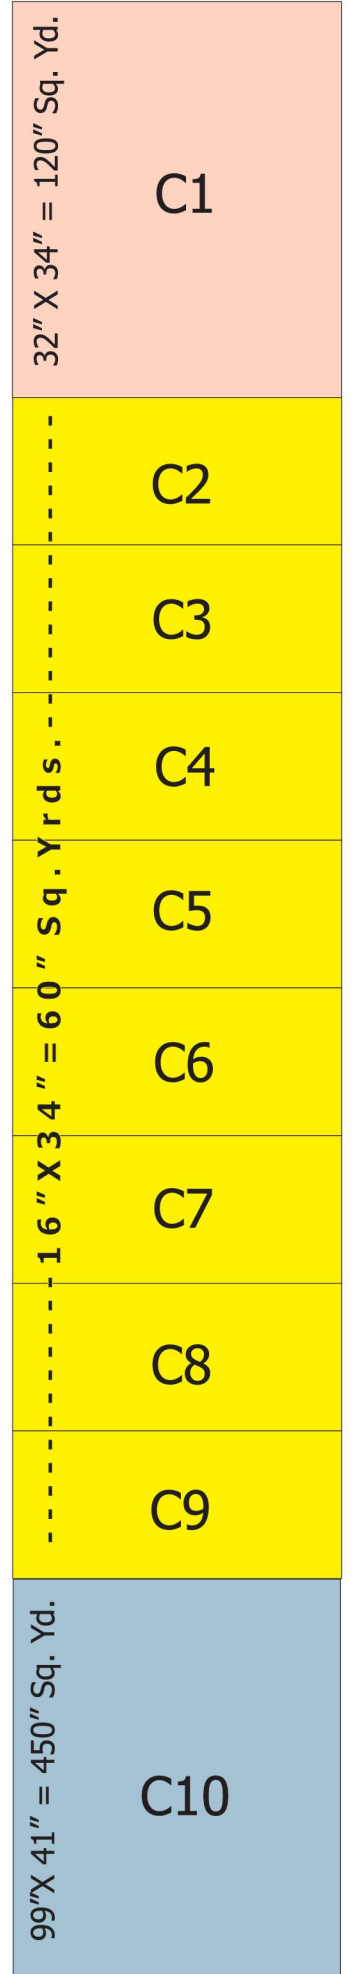 32” X 34” = 120” Sq. Yd.
C1
C2
C3
C4
C5
C6
C7
C8
C9
----------16”X34”=60” Sq.Yrds.--------------
C10
99”X 41” = 450” Sq. Yd.